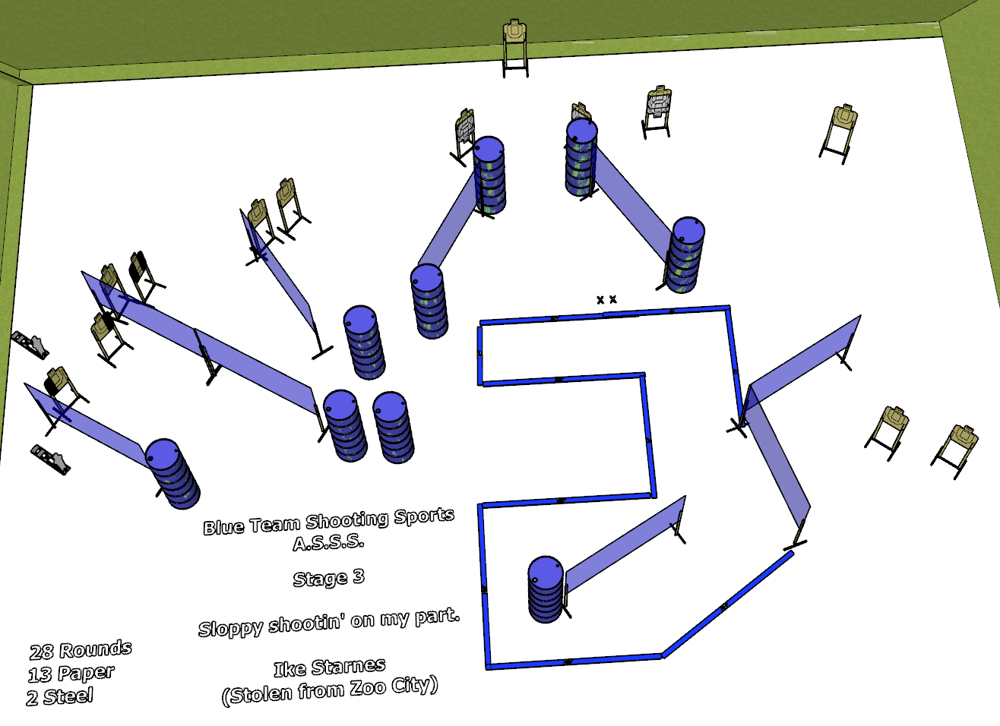 x x
Blue Team Shooting Sports
A.S.S.S.
Stage 3
Sloppy shootin' on my part.
Ike Starnes
(Stolen from Zoo City)
28 Rounds
13 Paper
2 Steel